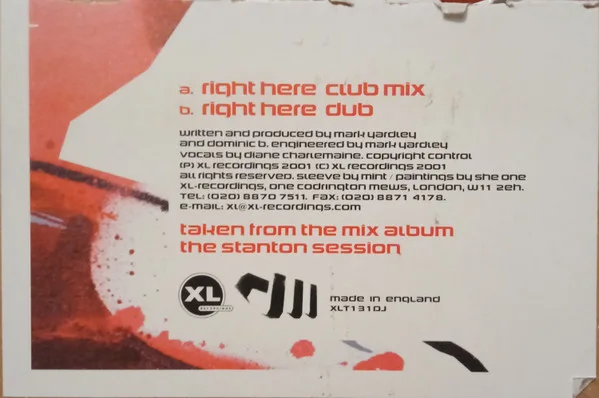 a. right here club mix
b. right here dub
written and produced by mark yardley
and dominic b. engineered by mark yardley
vocals by diane charlemaine. copyright control
(P) XL recordings 2001 (C) XL recordings 2001
all rights reserved. sleeve by mint / paintings by she one
XL-recordings, one codrington mews, London, W11 2eh.
TEL: (020) 8870 7511. FAX: (020) 8871 4178.
e-mail: XL@XL-recordings.com
taken from the mix album
the stanton session
XL
RECORDINGS
made in england
XLT131DJ